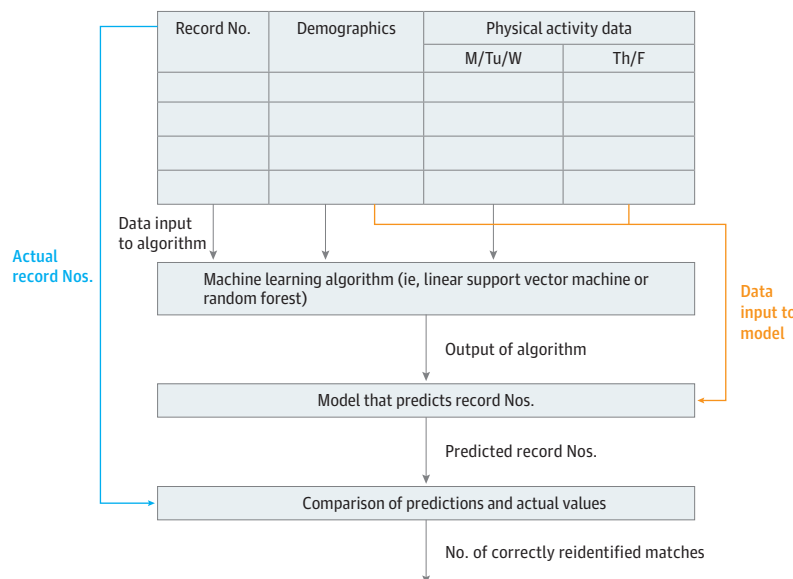 Record No.
Demographics
Physical activity data
M/Tu/W
Th/F
Data input
to algorithm
Actual
record Nos.
Machine learning algorithm (ie, linear support vector machine or
random forest)
Data
input to
model
Output of algorithm
Model that predicts record Nos.
Predicted record Nos.
Comparison of predictions and actual values
No. of correctly reidentified matches